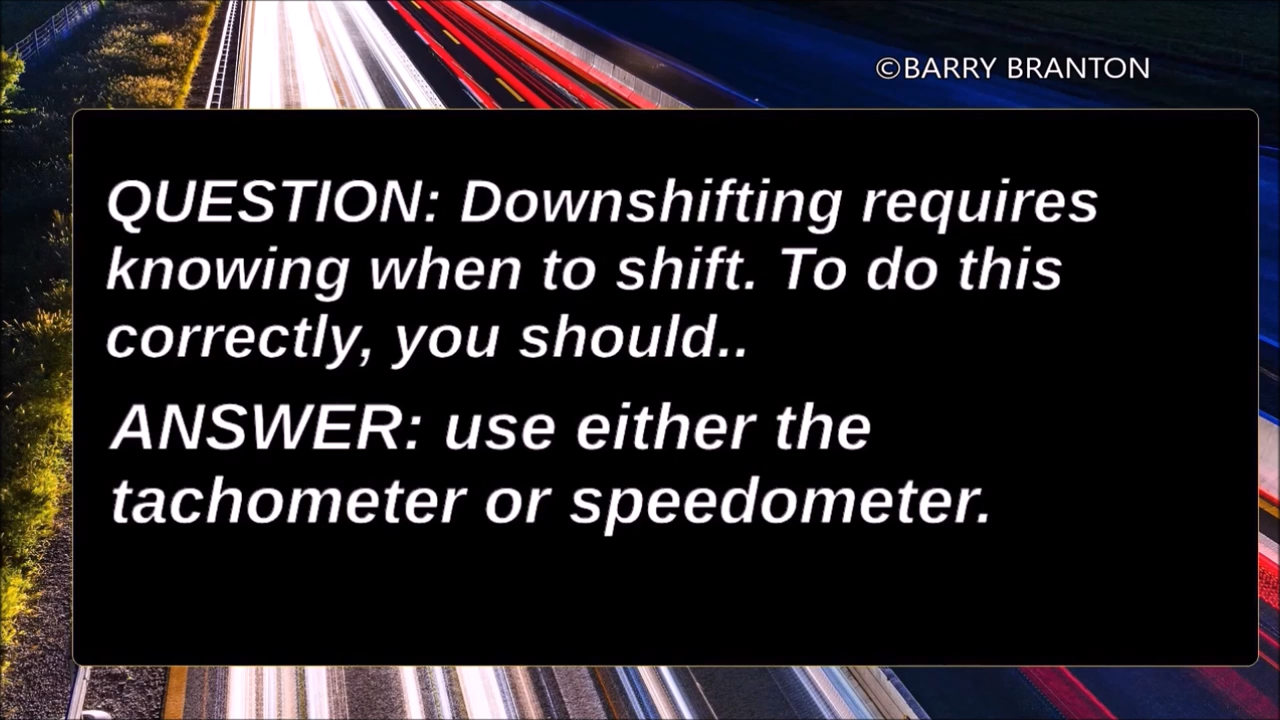 ©BARRY BRANTON
QUESTION: Downshifting requires
knowing when to shift. To do this
correctly, you should..
ANSWER: use either the
tachometer or speedometer.